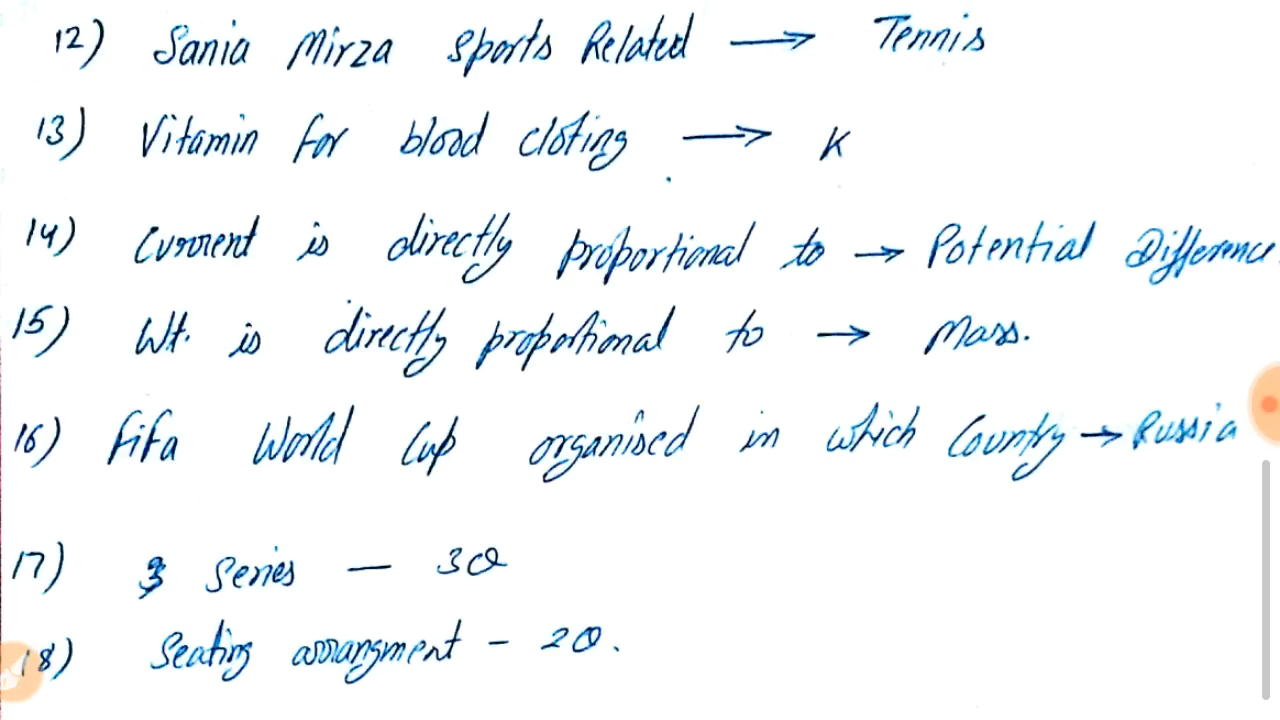 12) Sania Mirza sports Related → Tennis
13) Vitamin for blood cloting → K
14) Current is directly proportional to → Potential Difference.
15) Wt. is directly proportional to → Mass.
16) Fifa World Cup organised in which Country → Russia
17) 3 Series — 3Q
18) Seating arrangment - 2Q.